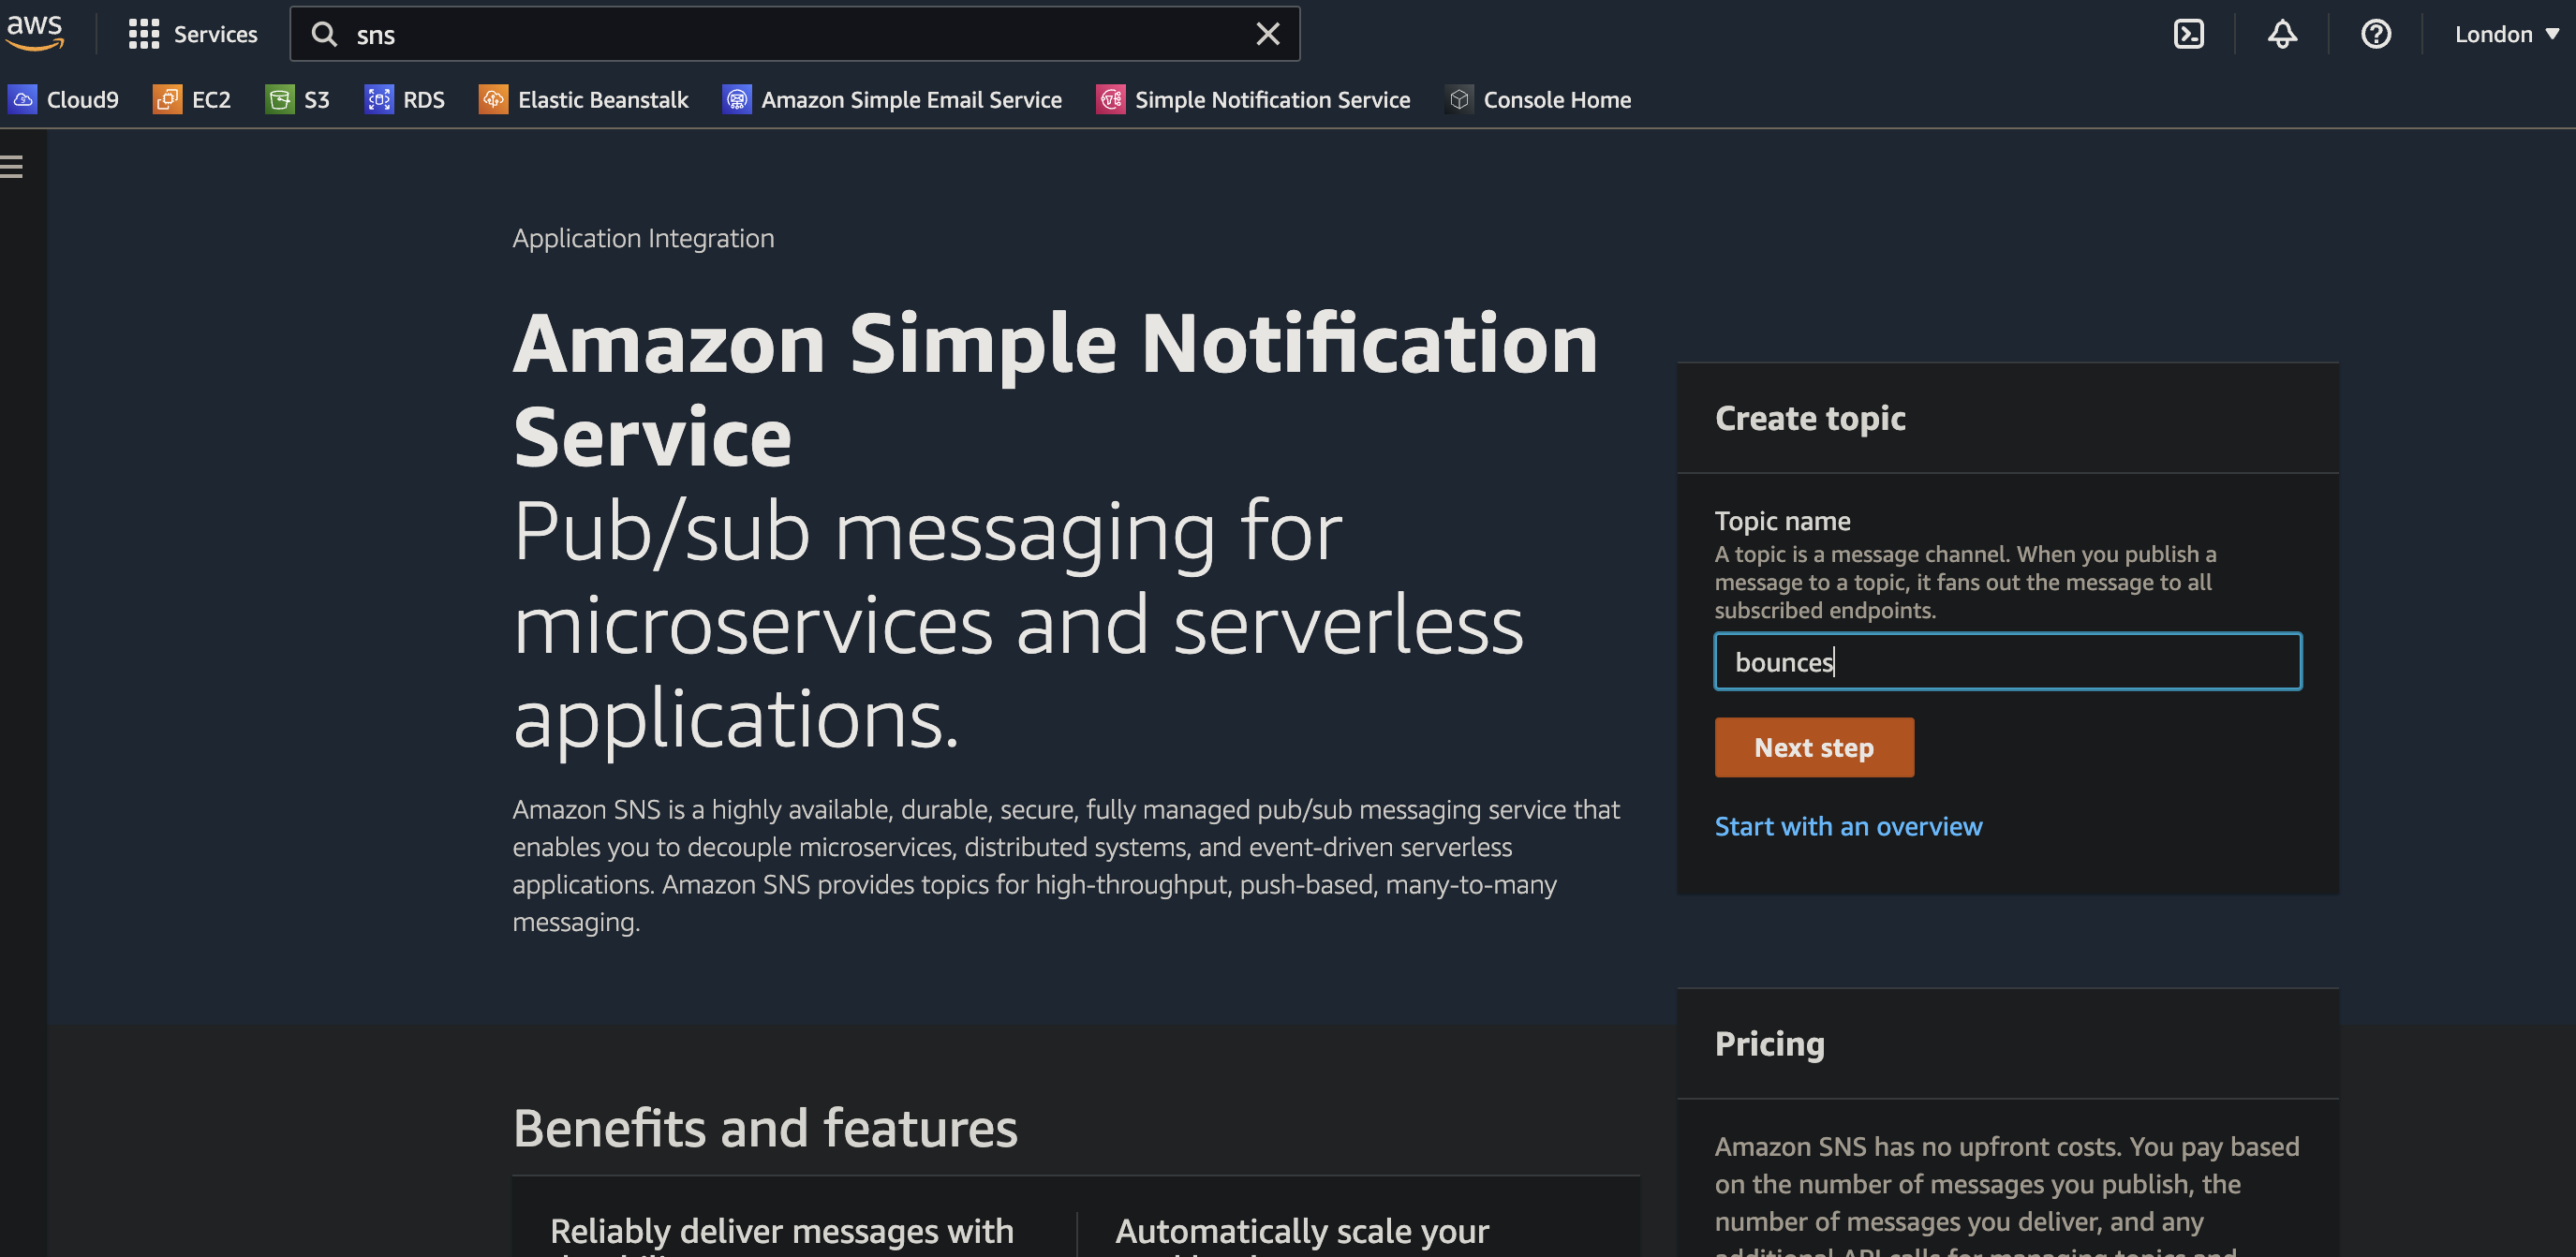 aws
Services
sns
London
Cloud9
EC2
S3
RDS
Elastic Beanstalk
Amazon Simple Email Service
Simple Notification Service
Console Home
Application Integration
Amazon Simple Notification
Service
Pub/sub messaging for
microservices and serverless
applications.
Amazon SNS is a highly available, durable, secure, fully managed pub/sub messaging service that
enables you to decouple microservices, distributed systems, and event-driven serverless
applications. Amazon SNS provides topics for high-throughput, push-based, many-to-many
messaging.
Create topic
Topic name
A topic is a message channel. When you publish a
message to a topic, it fans out the message to all
subscribed endpoints.
bounces
Next step
Start with an overview
Pricing
Amazon SNS has no upfront costs. You pay based
on the number of messages you publish, the
number of messages you deliver, and any
additional API calls for managing topics and
Benefits and features
Reliably deliver messages with
Automatically scale your